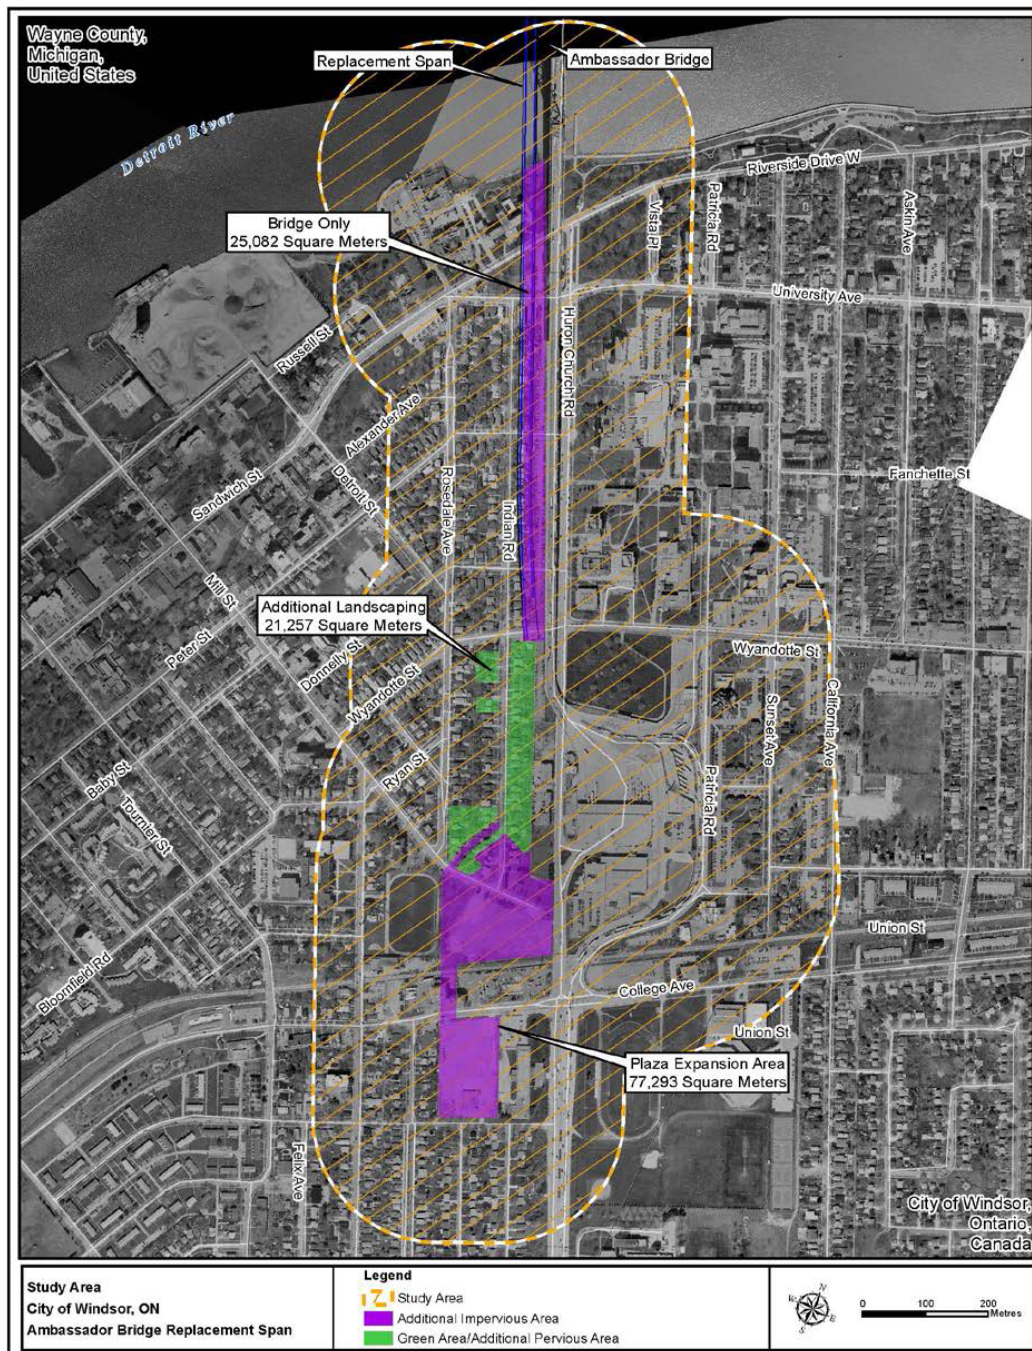 Wayne County,
Michigan,
United States
Replacement Span
Ambassador Bridge
Detroit River
Riverside Drive W
Bridge Only
25,082 Square Meters
Vista Pl
Patricia Rd
Askin Ave
University Ave
Russell St
Huron Church Rd
Alexander Ave
Sandwich St
Detroit St
Rosedale Ave
Indian Rd
Fanchette St
Mill St
Additional Landscaping
21,257 Square Meters
Peter St
Donnelly St
Wyandotte St
Wyandotte St
Sunset Ave
California Ave
Baby St
Tournier St
Ryan St
Patricia Rd
Union St
Bloomfield Rd
College Ave
Union St
Plaza Expansion Area
77,293 Square Meters
Felix Ave
City of Windsor,
Ontario,
Canada
Study Area
City of Windsor, ON
Ambassador Bridge Replacement Span
Legend
Study Area
Additional Impervious Area
Green Area/Additional Pervious Area
N
W
E
S
0 100 200
Metres